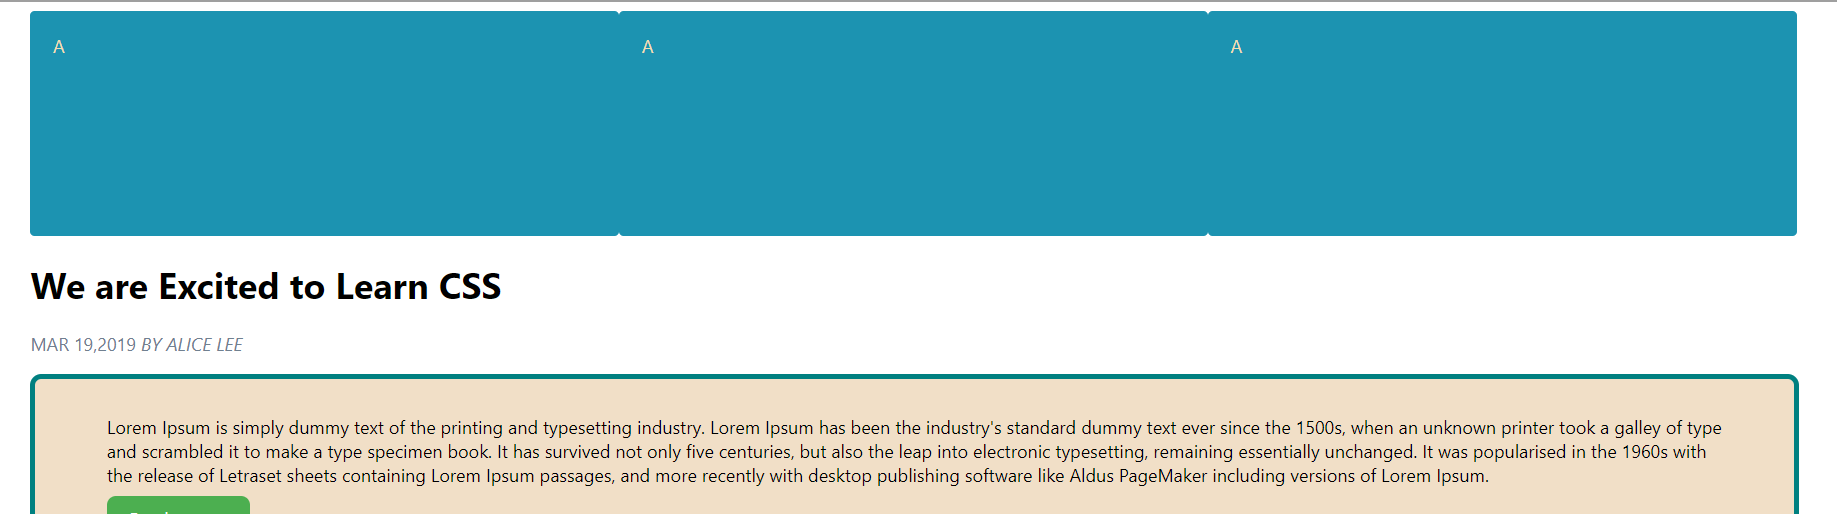 A A A
We are Excited to Learn CSS
MAR 19,2019 BY ALICE LEE
Lorem Ipsum is simply dummy text of the printing and typesetting industry. Lorem Ipsum has been the industry's standard dummy text ever since the 1500s, when an unknown printer took a galley of type
and scrambled it to make a type specimen book. It has survived not only five centuries, but also the leap into electronic typesetting, remaining essentially unchanged. It was popularised in the 1960s with
the release of Letraset sheets containing Lorem Ipsum passages, and more recently with desktop publishing software like Aldus PageMaker including versions of Lorem Ipsum.